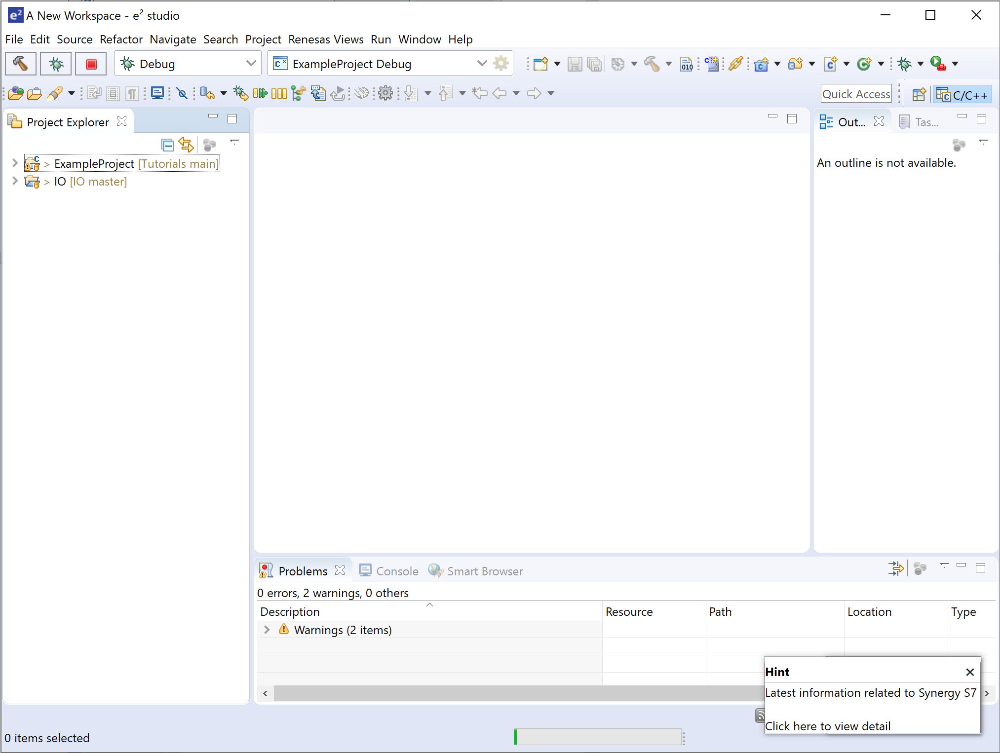 A New Workspace - e² studio
File Edit Source Refactor Navigate Search Project Renesas Views Run Window Help
Debug
ExampleProject Debug
010
Quick Access
C/C++
Project Explorer
Out...
Tas...
> ExampleProject [Tutorials main]
> IO [IO master]
An outline is not available.
Problems
Console
Smart Browser
0 errors, 2 warnings, 0 others
Description Resource Path Location Type
Warnings (2 items)
Hint
Latest information related to Synergy S7
Click here to view detail
0 items selected